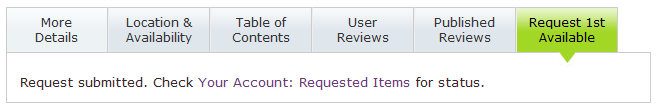 More Details
Location & Availability
Table of Contents
User Reviews
Published Reviews
Request 1st Available
Request submitted. Check Your Account: Requested Items for status.